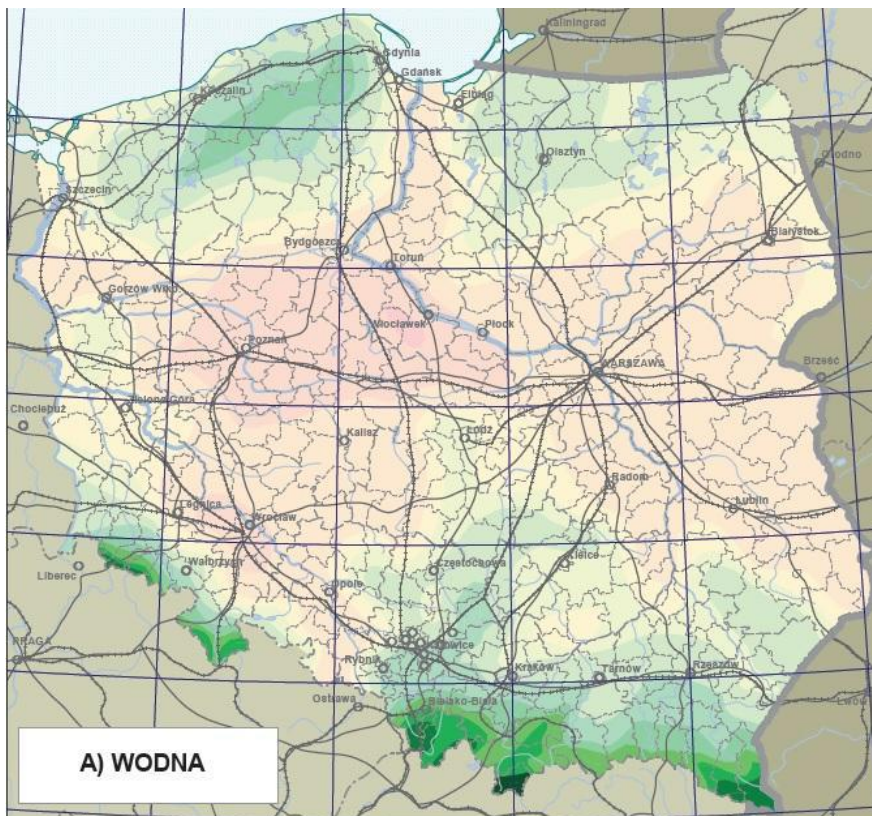 Kaliningrad
Gdynia
Gdańsk
Koszalin
Elbląg
Olsztyn
Grodno
Szczecin
Białystok
Bydgoszcz
Toruń
Gorzów Wlkp.
Włocławek
Płock
Poznań
WARSZAWA
Brześć
Zielona Góra
Chociebuż
Kalisz
Łódź
Radom
Legnica
Lublin
Wrocław
Wałbrzych
Liberec
Częstochowa
Kielce
Opole
PRAGA
Katowice
Rybnik
Kraków
Tarnów
Rzeszów
Ostrawa
Bielsko-Biała
Lwów
A) WODNA